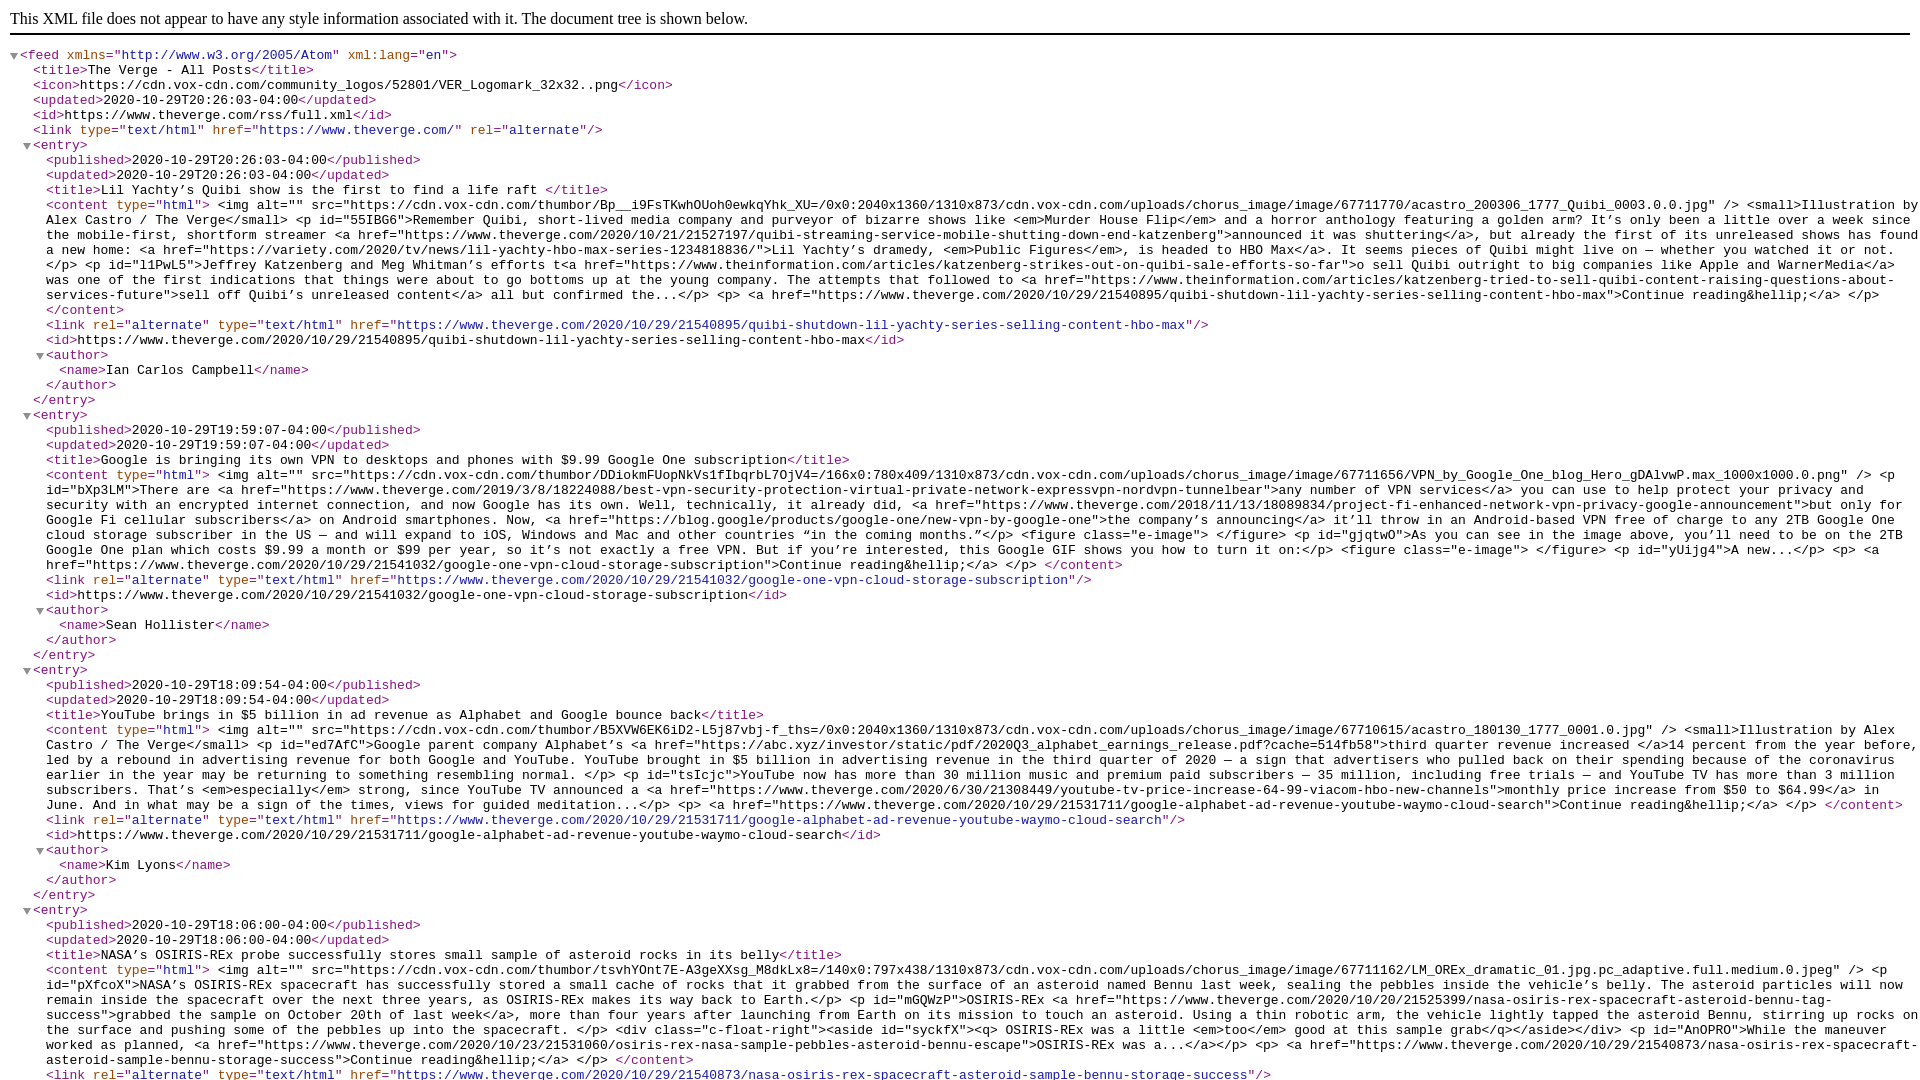 This XML file does not appear to have any style information associated with it. The document tree is shown below.
<feed xmlns="http://www.w3.org/2005/Atom" xml:lang="en">
<title>The Verge - All Posts</title>
<icon>https://cdn.vox-cdn.com/community_logos/52801/VER_Logomark_32x32..png</icon>
<updated>2020-10-29T20:26:03-04:00</updated>
<id>https://www.theverge.com/rss/full.xml</id>
<link type="text/html" href="https://www.theverge.com/" rel="alternate"/>
<entry>
<published>2020-10-29T20:26:03-04:00</published>
<updated>2020-10-29T20:26:03-04:00</updated>
<title>Lil Yachty’s Quibi show is the first to find a life raft </title>
<content type="html"> <img alt="" src="https://cdn.vox-cdn.com/thumbor/Bp__i9FsTKwhOUoh0ewkqYhk_XU=/0x0:2040x1360/1310x873/cdn.vox-cdn.com/uploads/chorus_image/image/67711770/acastro_200306_1777_Quibi_0003.0.0.jpg" /> <small>Illustration by
Alex Castro / The Verge</small> <p id="55IBG6">Remember Quibi, short-lived media company and purveyor of bizarre shows like <em>Murder House Flip</em> and a horror anthology featuring a golden arm? It’s only been a little over a week since
the mobile-first, shortform streamer <a href="https://www.theverge.com/2020/10/21/21527197/quibi-streaming-service-mobile-shutting-down-end-katzenberg">announced it was shuttering</a>, but already the first of its unreleased shows has found
a new home: <a href="https://variety.com/2020/tv/news/lil-yachty-hbo-max-series-1234818836/">Lil Yachty’s dramedy, <em>Public Figures</em>, is headed to HBO Max</a>. It seems pieces of Quibi might live on — whether you watched it or not.
</p> <p id="l1PwL5">Jeffrey Katzenberg and Meg Whitman’s efforts t<a href="https://www.theinformation.com/articles/katzenberg-strikes-out-on-quibi-sale-efforts-so-far">o sell Quibi outright to big companies like Apple and WarnerMedia</a>
was one of the first indications that things were about to go bottoms up at the young company. The attempts that followed to <a href="https://www.theinformation.com/articles/katzenberg-tried-to-sell-quibi-content-raising-questions-about-
services-future">sell off Quibi’s unreleased content</a> all but confirmed the...</p> <p> <a href="https://www.theverge.com/2020/10/29/21540895/quibi-shutdown-lil-yachty-series-selling-content-hbo-max">Continue reading&hellip;</a> </p>
</content>
<link rel="alternate" type="text/html" href="https://www.theverge.com/2020/10/29/21540895/quibi-shutdown-lil-yachty-series-selling-content-hbo-max"/>
<id>https://www.theverge.com/2020/10/29/21540895/quibi-shutdown-lil-yachty-series-selling-content-hbo-max</id>
<author>
<name>Ian Carlos Campbell</name>
</author>
</entry>
<entry>
<published>2020-10-29T19:59:07-04:00</published>
<updated>2020-10-29T19:59:07-04:00</updated>
<title>Google is bringing its own VPN to desktops and phones with $9.99 Google One subscription</title>
<content type="html"> <img alt="" src="https://cdn.vox-cdn.com/thumbor/DDiokmFUopNkVs1fIbqrbL7OjV4=/166x0:780x409/1310x873/cdn.vox-cdn.com/uploads/chorus_image/image/67711656/VPN_by_Google_One_blog_Hero_gDAlvwP.max_1000x1000.0.png" /> <p
id="bXp3LM">There are <a href="https://www.theverge.com/2019/3/8/18224088/best-vpn-security-protection-virtual-private-network-expressvpn-nordvpn-tunnelbear">any number of VPN services</a> you can use to help protect your privacy and
security with an encrypted internet connection, and now Google has its own. Well, technically, it already did, <a href="https://www.theverge.com/2018/11/13/18089834/project-fi-enhanced-network-vpn-privacy-google-announcement">but only for
Google Fi cellular subscribers</a> on Android smartphones. Now, <a href="https://blog.google/products/google-one/new-vpn-by-google-one">the company’s announcing</a> it’ll throw in an Android-based VPN free of charge to any 2TB Google One
cloud storage subscriber in the US — and will expand to iOS, Windows and Mac and other countries “in the coming months.”</p> <figure class="e-image"> </figure> <p id="gjqtwO">As you can see in the image above, you’ll need to be on the 2TB
Google One plan which costs $9.99 a month or $99 per year, so it’s not exactly a free VPN. But if you’re interested, this Google GIF shows you how to turn it on:</p> <figure class="e-image"> </figure> <p id="yUijg4">A new...</p> <p> <a
href="https://www.theverge.com/2020/10/29/21541032/google-one-vpn-cloud-storage-subscription">Continue reading&hellip;</a> </p> </content>
<link rel="alternate" type="text/html" href="https://www.theverge.com/2020/10/29/21541032/google-one-vpn-cloud-storage-subscription"/>
<id>https://www.theverge.com/2020/10/29/21541032/google-one-vpn-cloud-storage-subscription</id>
<author>
<name>Sean Hollister</name>
</author>
</entry>
<entry>
<published>2020-10-29T18:09:54-04:00</published>
<updated>2020-10-29T18:09:54-04:00</updated>
<title>YouTube brings in $5 billion in ad revenue as Alphabet and Google bounce back</title>
<content type="html"> <img alt="" src="https://cdn.vox-cdn.com/thumbor/B5XVW6EK6iD2-L5j87vbj-f_ths=/0x0:2040x1360/1310x873/cdn.vox-cdn.com/uploads/chorus_image/image/67710615/acastro_180130_1777_0001.0.jpg" /> <small>Illustration by Alex
Castro / The Verge</small> <p id="ed7AfC">Google parent company Alphabet’s <a href="https://abc.xyz/investor/static/pdf/2020Q3_alphabet_earnings_release.pdf?cache=514fb58">third quarter revenue increased </a>14 percent from the year before,
led by a rebound in advertising revenue for both Google and YouTube. YouTube brought in $5 billion in advertising revenue in the third quarter of 2020 — a sign that advertisers who pulled back on their spending because of the coronavirus
earlier in the year may be returning to something resembling normal. </p> <p id="tsIcjc">YouTube now has more than 30 million music and premium paid subscribers — 35 million, including free trials — and YouTube TV has more than 3 million
subscribers. That’s <em>especially</em> strong, since YouTube TV announced a <a href="https://www.theverge.com/2020/6/30/21308449/youtube-tv-price-increase-64-99-viacom-hbo-new-channels">monthly price increase from $50 to $64.99</a> in
June. And in what may be a sign of the times, views for guided meditation...</p> <p> <a href="https://www.theverge.com/2020/10/29/21531711/google-alphabet-ad-revenue-youtube-waymo-cloud-search">Continue reading&hellip;</a> </p> </content>
<link rel="alternate" type="text/html" href="https://www.theverge.com/2020/10/29/21531711/google-alphabet-ad-revenue-youtube-waymo-cloud-search"/>
<id>https://www.theverge.com/2020/10/29/21531711/google-alphabet-ad-revenue-youtube-waymo-cloud-search</id>
<author>
<name>Kim Lyons</name>
</author>
</entry>
<entry>
<published>2020-10-29T18:06:00-04:00</published>
<updated>2020-10-29T18:06:00-04:00</updated>
<title>NASA’s OSIRIS-REx probe successfully stores small sample of asteroid rocks in its belly</title>
<content type="html"> <img alt="" src="https://cdn.vox-cdn.com/thumbor/tsvhYOnt7E-A3geXXsg_M8dkLx8=/140x0:797x438/1310x873/cdn.vox-cdn.com/uploads/chorus_image/image/67711162/LM_OREx_dramatic_01.jpg.pc_adaptive.full.medium.0.jpeg" /> <p
id="pXfcoX">NASA’s OSIRIS-REx spacecraft has successfully stored a small cache of rocks that it grabbed from the surface of an asteroid named Bennu last week, sealing the pebbles inside the vehicle’s belly. The asteroid particles will now
remain inside the spacecraft over the next three years, as OSIRIS-REx makes its way back to Earth.</p> <p id="mGQWzP">OSIRIS-REx <a href="https://www.theverge.com/2020/10/20/21525399/nasa-osiris-rex-spacecraft-asteroid-bennu-tag-
success">grabbed the sample on October 20th of last week</a>, more than four years after launching from Earth on its mission to touch an asteroid. Using a thin robotic arm, the vehicle lightly tapped the asteroid Bennu, stirring up rocks on
the surface and pushing some of the pebbles up into the spacecraft. </p> <div class="c-float-right"><aside id="syckfX"><q> OSIRIS-REx was a little <em>too</em> good at this sample grab</q></aside></div> <p id="AnOPRO">While the maneuver
worked as planned, <a href="https://www.theverge.com/2020/10/23/21531060/osiris-rex-nasa-sample-pebbles-asteroid-bennu-escape">OSIRIS-REx was a...</a></p> <p> <a href="https://www.theverge.com/2020/10/29/21540873/nasa-osiris-rex-spacecraft-
asteroid-sample-bennu-storage-success">Continue reading&hellip;</a> </p> </content>
<link rel="alternate" type="text/html" href="https://www.theverge.com/2020/10/29/21540873/nasa-osiris-rex-spacecraft-asteroid-sample-bennu-storage-success"/>